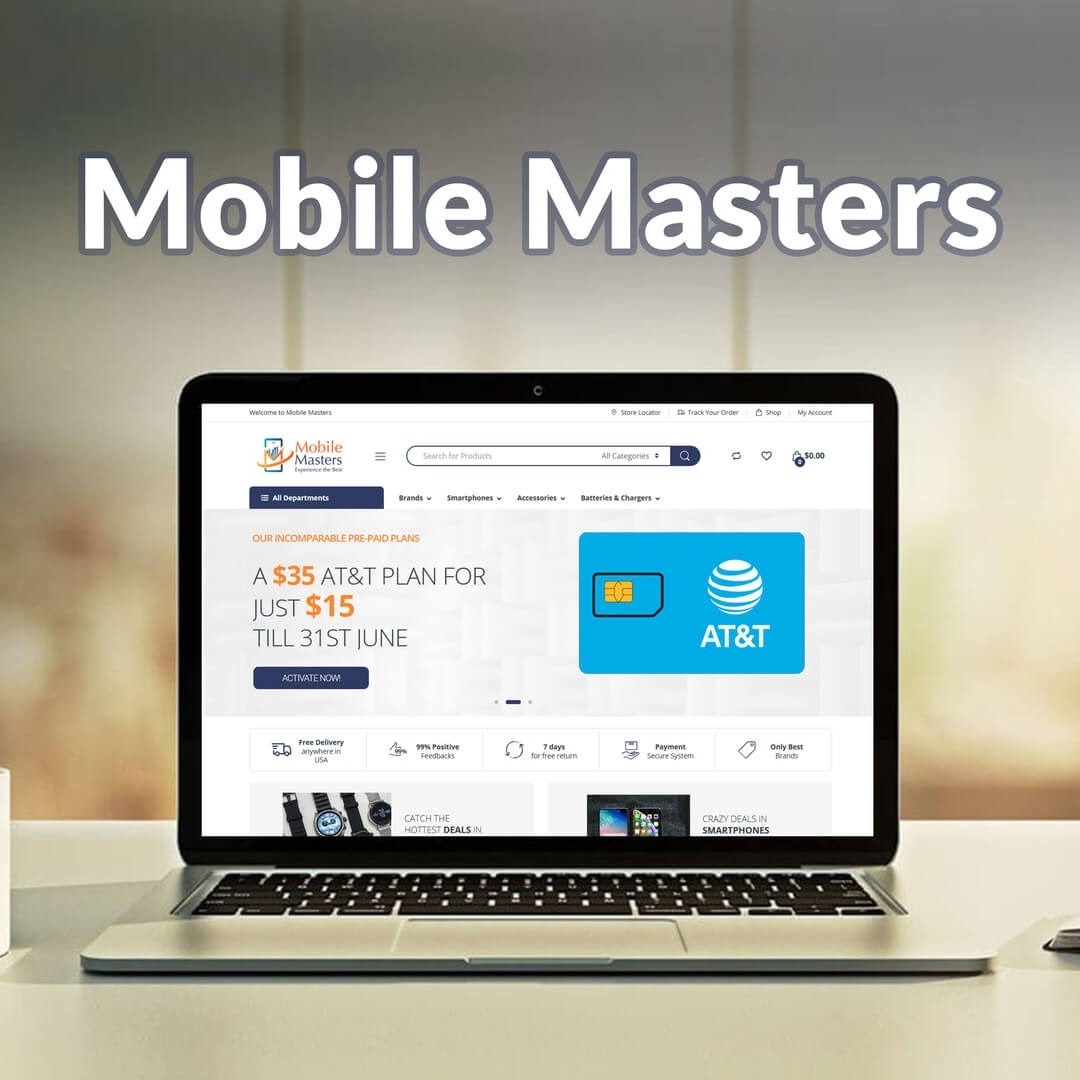 Mobile Masters
Welcome to Mobile Masters
Store Locator
Track Your Order
Shop
My Account
Mobile
Masters
Experience the Best
Search for Products
All Categories
0
$0.00
All Departments
Brands
Smartphones
Accessories
Batteries & Chargers
OUR INCOMPARABLE PRE-PAID PLANS
A $35 AT&T PLAN FOR
JUST $15
TILL 31ST JUNE
ACTIVATE NOW!
AT&T
Free Delivery
anywhere in
USA
99%
99% Positive
Feedbacks
7 days
for free return
Payment
Secure System
Only Best
Brands
CATCH THE
HOTTEST DEALS IN
CRAZY DEALS IN
SMARTPHONES